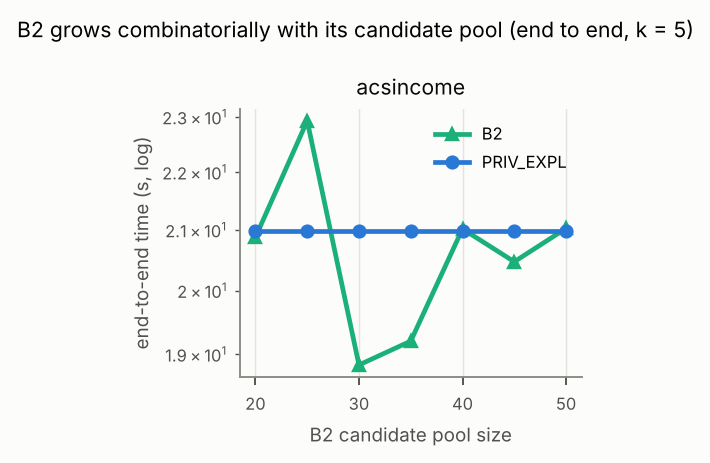 B2 grows combinatorially with its candidate pool (end to end, k = 5)
acsincome
end-to-end time (s, log)
2.3 × 10¹
2.2 × 10¹
2.1 × 10¹
2 × 10¹
1.9 × 10¹
B2
PRIV_EXPL
20 30 40 50
B2 candidate pool size